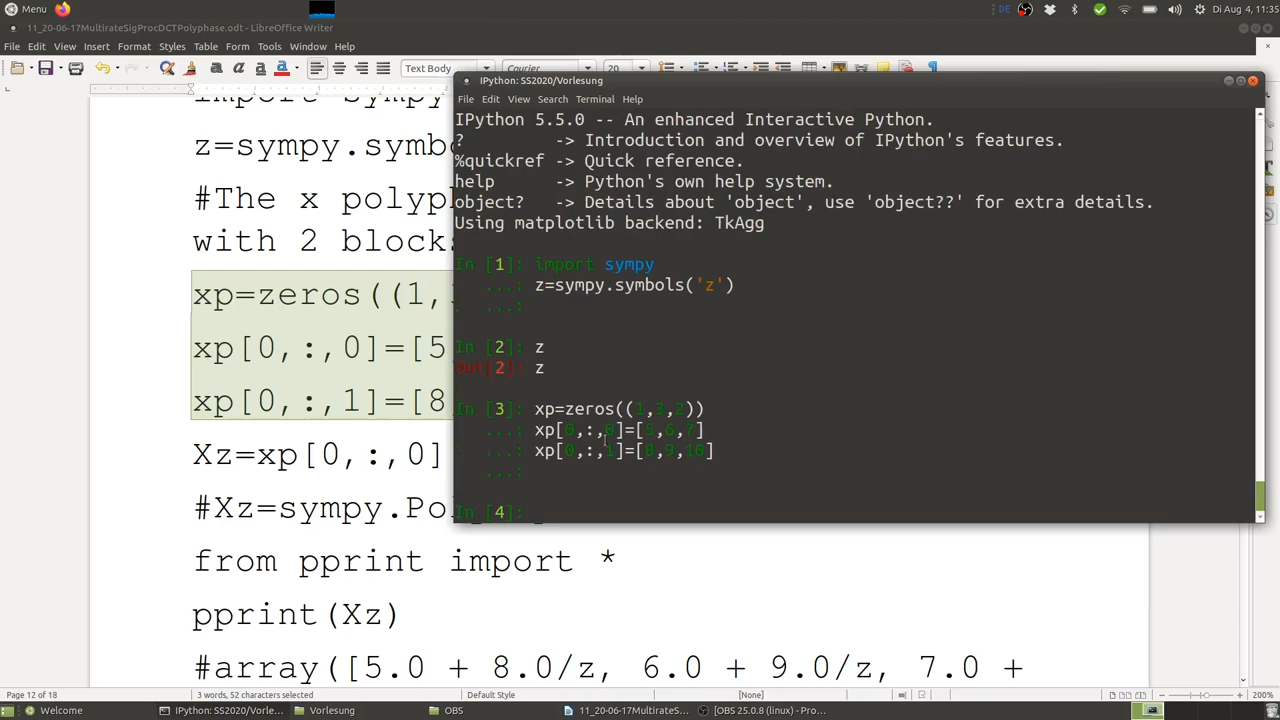 Menu
DE
Di Aug 4, 11:35
11_20-06-17MultirateSigProcDCTPolyphase.odt - LibreOffice Writer
File Edit View Insert Format Styles Table Form Tools Window Help
Text Body
Courier
20
import sympy
z=sympy.symbo
#The x polyph
with 2 blocks
xp=zeros((1,
xp[0,:,0]=[5
xp[0,:,1]=[8
Xz=xp[0,:,0]
#Xz=sympy.Po
from pprint import *
pprint(Xz)
#array([5.0 + 8.0/z, 6.0 + 9.0/z, 7.0 +
IPython: SS2020/Vorlesung
File Edit View Search Terminal Help
IPython 5.5.0 -- An enhanced Interactive Python.
? -> Introduction and overview of IPython's features.
%quickref -> Quick reference.
help -> Python's own help system.
object? -> Details about 'object', use 'object??' for extra details.
Using matplotlib backend: TkAgg
In [1]: import sympy
...: z=sympy.symbols('z')
...:
In [2]: z
Out[2]: z
In [3]: xp=zeros((1,3,2))
...: xp[0,:,0]=[5,6,7]
...: xp[0,:,1]=[8,9,10]
...:
In [4]:
Page 12 of 18
3 words, 52 characters selected
Default Style
[None]
200%
Welcome
IPython: SS2020/Vorle...
Vorlesung
OBS
11_20-06-17MultirateS...
[OBS 25.0.8 (linux) - Pro...